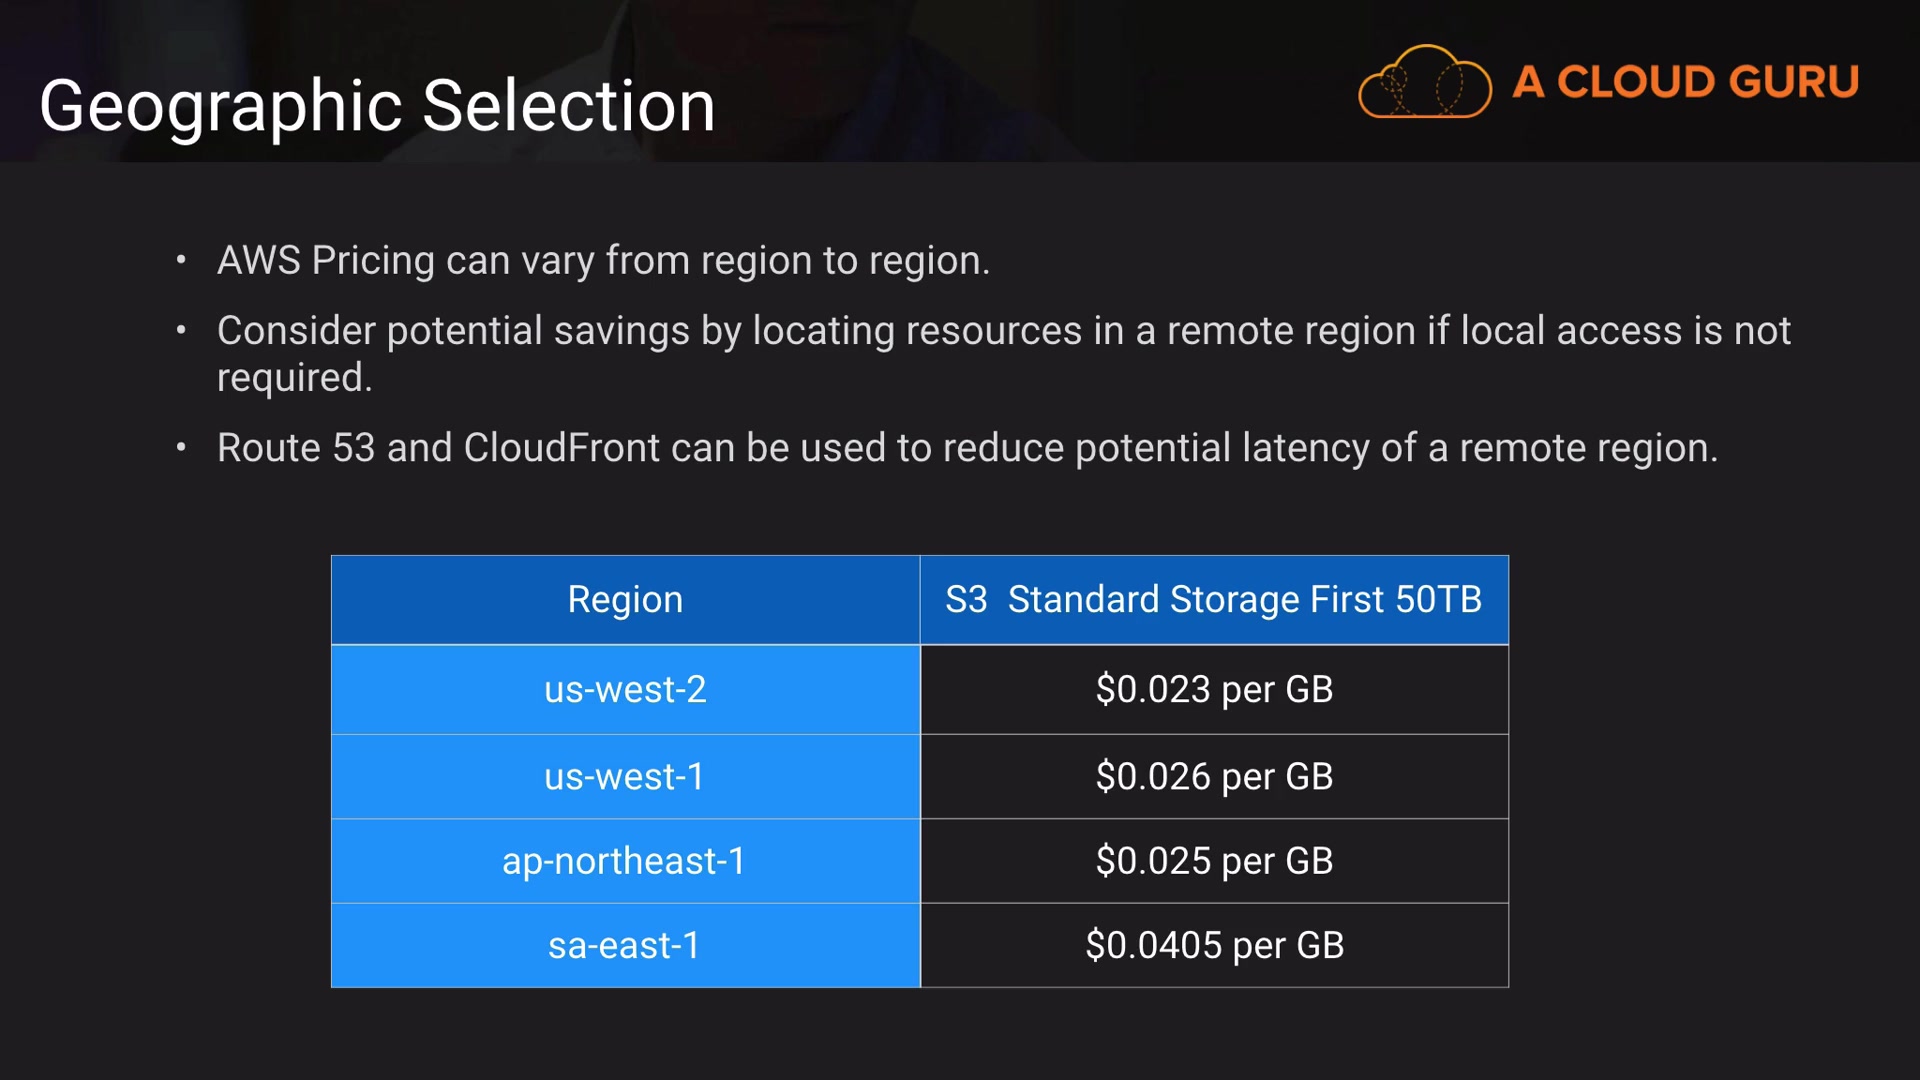 Geographic Selection
A CLOUD GURU
• AWS Pricing can vary from region to region.
• Consider potential savings by locating resources in a remote region if local access is not
required.
• Route 53 and CloudFront can be used to reduce potential latency of a remote region.
Region S3 Standard Storage First 50TB
us-west-2 $0.023 per GB
us-west-1 $0.026 per GB
ap-northeast-1 $0.025 per GB
sa-east-1 $0.0405 per GB